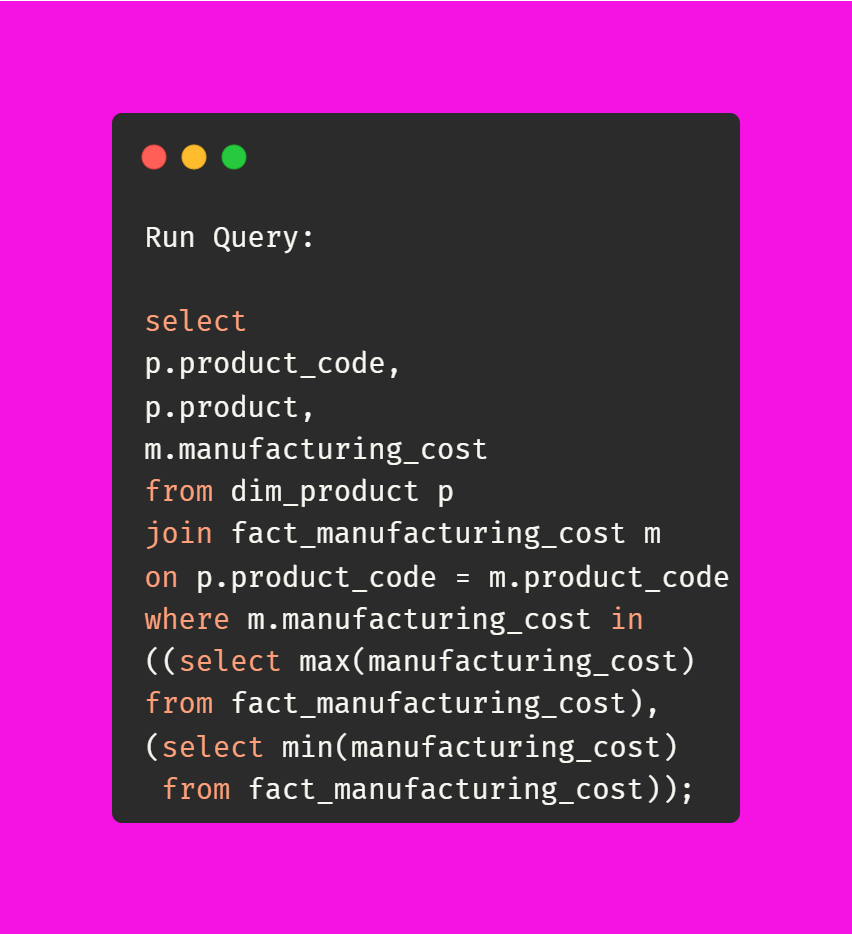 Run Query:
select
p.product_code,
p.product,
m.manufacturing_cost
from dim_product p
join fact_manufacturing_cost m
on p.product_code = m.product_code
where m.manufacturing_cost in
((select max(manufacturing_cost)
from fact_manufacturing_cost),
(select min(manufacturing_cost)
from fact_manufacturing_cost));